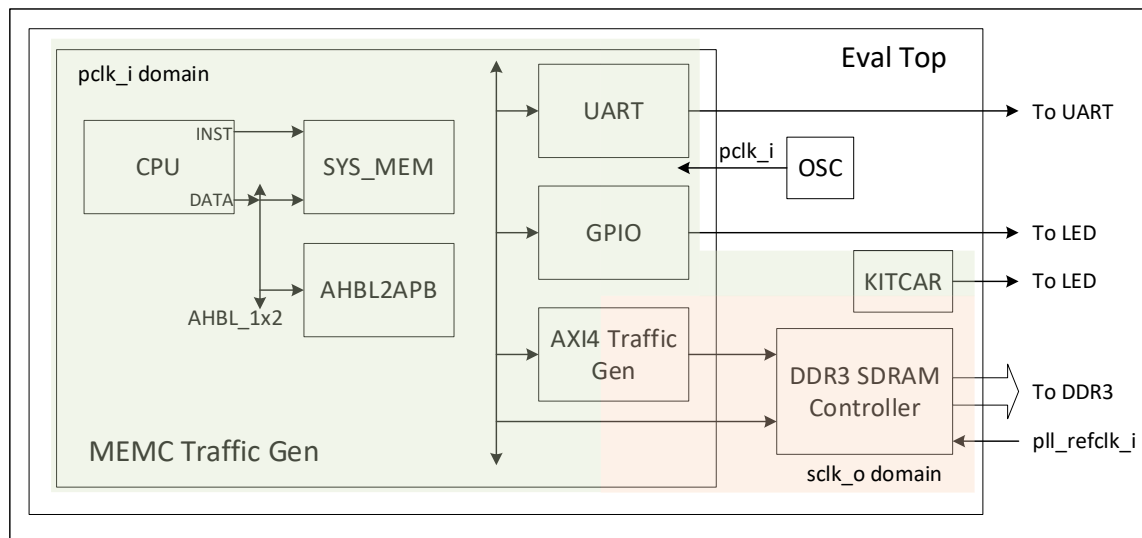 Eval Top
pclk_i domain
UART
To UART
INST
CPU
SYS_MEM
pclk_i
OSC
DATA
GPIO
To LED
AHBL2APB
KITCAR
To LED
AHBL_1x2
AXI4 Traffic
Gen
DDR3 SDRAM
Controller
To DDR3
MEMC Traffic Gen
pll_refclk_i
sclk_o domain